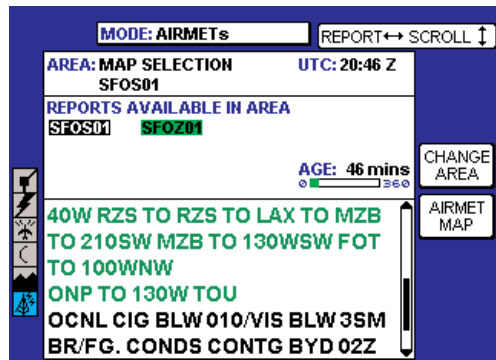 MODE: AIRMETs
REPORT↔ SCROLL ↕
AREA: MAP SELECTION UTC: 20:46 Z
SFOS01
REPORTS AVAILABLE IN AREA
SFOS01 SFOZ01
AGE: 46 mins
0 360
CHANGE
AREA
AIRMET
MAP
40W RZS TO RZS TO LAX TO MZB
TO 210SW MZB TO 130WSW FOT
TO 100WNW
ONP TO 130W TOU
OCNL CIG BLW 010/VIS BLW 3SM
BR/FG. CONDS CONTG BYD 02Z